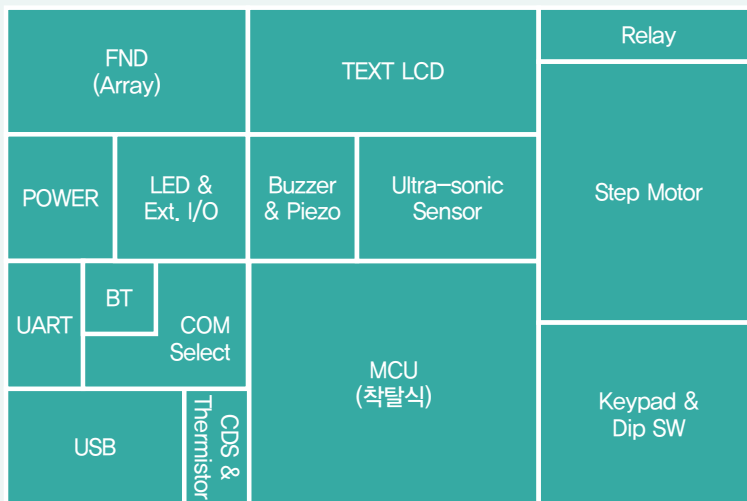 FND
(Array)
TEXT LCD
Relay
POWER
LED &
Ext. I/O
Buzzer
& Piezo
Ultra-sonic
Sensor
Step Motor
UART
BT
COM
Select
MCU
(착탈식)
Keypad &
Dip SW
USB
CDS &
Thermistor